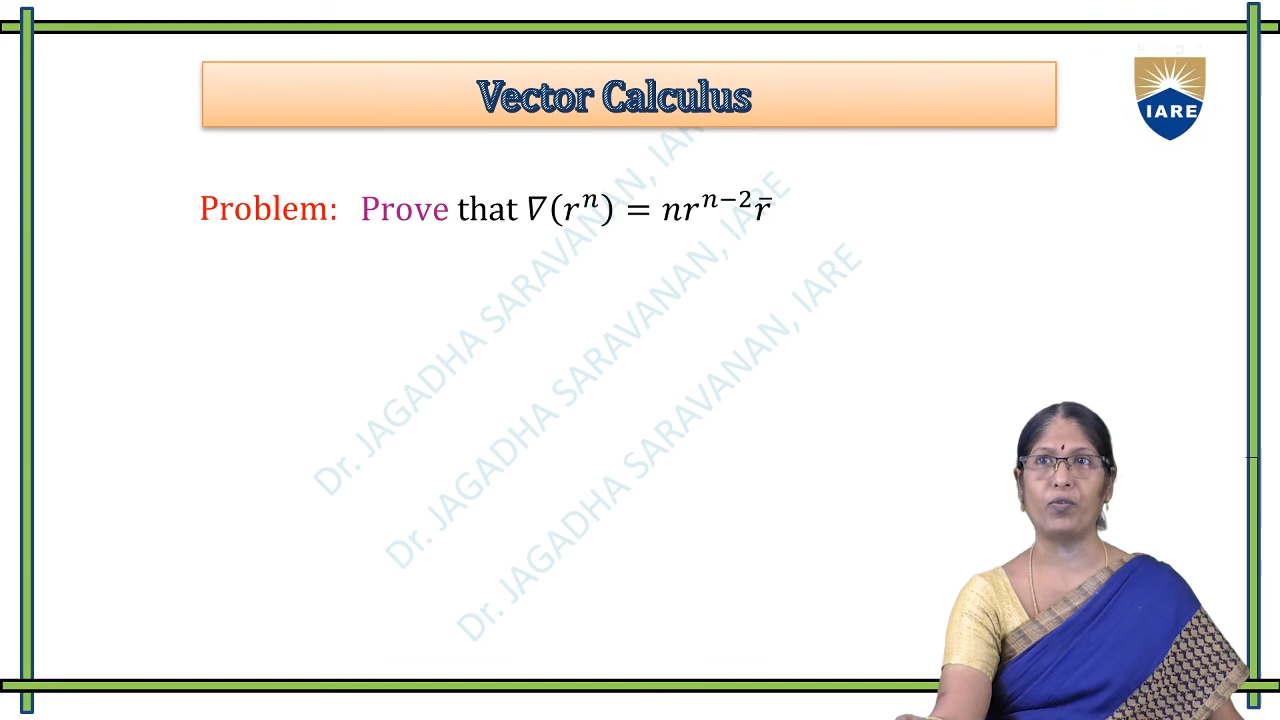 Vector Calculus
IARE
Problem: Prove that ∇(rⁿ) = nrⁿ⁻² r̄
Dr. JAGADHA SARAVANAN, IARE
Dr. JAGADHA SARAVANAN, IARE
Dr. JAGADHA SARAVANAN, IARE